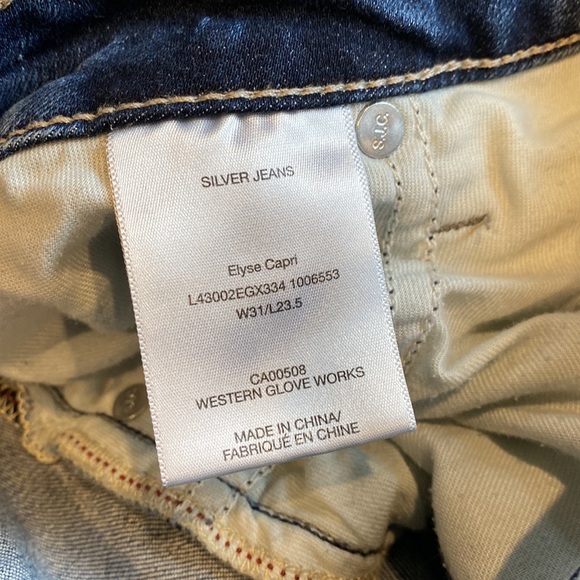 SILVER JEANS
Elyse Capri
L43002EGX334 1006553
W31/L23.5
CA00508
WESTERN GLOVE WORKS
MADE IN CHINA/
FABRIQUÉ EN CHINE
S.J.C.